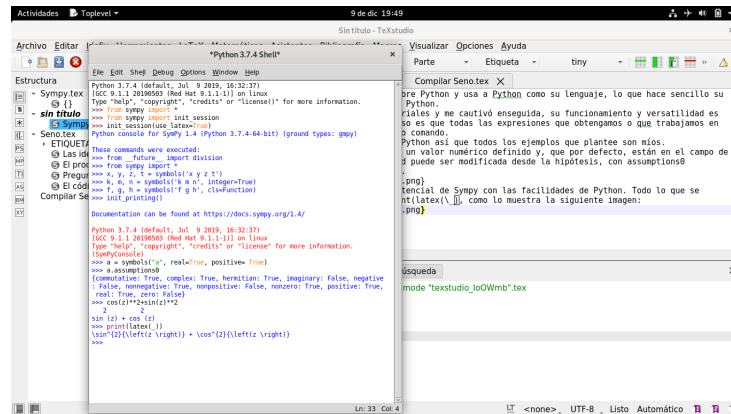 Actividades Toplevel 9 de dic 19:49
Sin título - TeXstudio
Archivo Editar Visualizar Opciones Ayuda
*Python 3.7.4 Shell*
File Edit Shell Debug Options Window Help
Parte Etiqueta tiny
Estructura
Sympy.tex
{}
sin título
Sympy
Seno.tex
ETIQUETA
Las ide
El proc
Pregur
El códi
Compilar Se
Python 3.7.4 (default, Jul 9 2019, 16:32:37)
[GCC 9.1.1 20190503 (Red Hat 9.1.1-1)] on linux
Type "help", "copyright", "credits" or "license()" for more information.
>>> from sympy import *
>>> from sympy import init_session
>>> init_session(use_latex=True)
Python console for SymPy 1.4 (Python 3.7.4-64-bit) (ground types: gmpy)
These commands were executed:
>>> from __future__ import division
>>> from sympy import *
>>> x, y, z, t = symbols('x y z t')
>>> k, m, n = symbols('k m n', integer=True)
>>> f, g, h = symbols('f g h', cls=Function)
>>> init_printing()
Documentation can be found at https://docs.sympy.org/1.4/
Python 3.7.4 (default, Jul 9 2019, 16:32:37)
[GCC 9.1.1 20190503 (Red Hat 9.1.1-1)] on linux
Type "help", "copyright", "credits" or "license" for more information.
(SymPyConsole)
>>> a = symbols("a", real=True, positive= True)
>>> a.assumptions0
{commutative: True, complex: True, hermitian: True, imaginary: False, negative
: False, nonnegative: True, nonpositive: False, nonzero: True, positive: True,
real: True, zero: False}
>>> cos(z)**2+sin(z)**2
2 2
sin (z) + cos (z)
>>> print(latex(_))
\sin^{2}{\left(z \right)} + \cos^{2}{\left(z \right)}
>>>
Ln: 33 Col: 4
Compilar Seno.tex
bre Python y usa a Python como su lenguaje, lo que hace sencillo su
Python.
riales y me cautivó enseguida, su funcionamiento y versatilidad es
so es que todas las expresiones que obtengamos o que trabajamos en
o comando.
Python así que todos los ejemplos que plantee son míos.
un valor numérico definido y, que por defecto, están en el campo de
d puede ser modificada desde la hipótesis, con assumptions0
.
.png}
tencial de Sympy con las facilidades de Python. Todo lo que se
nt(latex(\_)), como lo muestra la siguiente imagen:
.png}
úsqueda
mode "texstudio_IoOWmb".tex
LT <none> UTF-8 Listo Automático